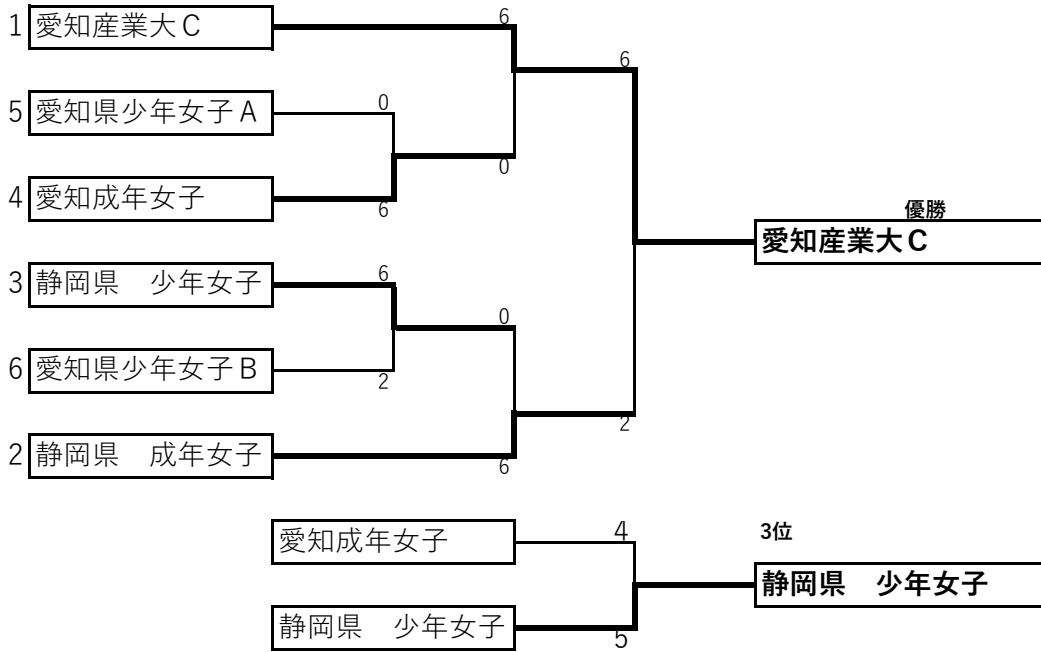 1 愛知産業大C
6
6
5 愛知県少年女子A
0
0
4 愛知成年女子
6
優勝
愛知産業大C
3 静岡県　少年女子
6
0
6 愛知県少年女子B
2
2
2 静岡県　成年女子
6
愛知成年女子
4
3位
静岡県　少年女子
静岡県　少年女子
5